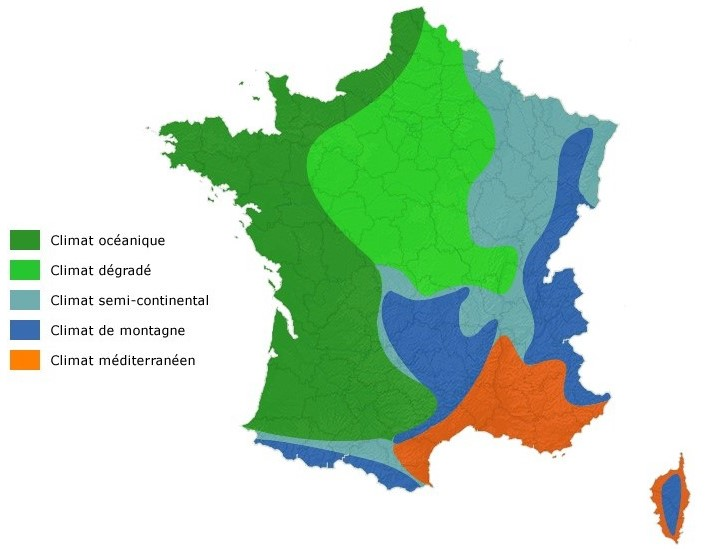 Climat océanique
Climat dégradé
Climat semi-continental
Climat de montagne
Climat méditerranéen